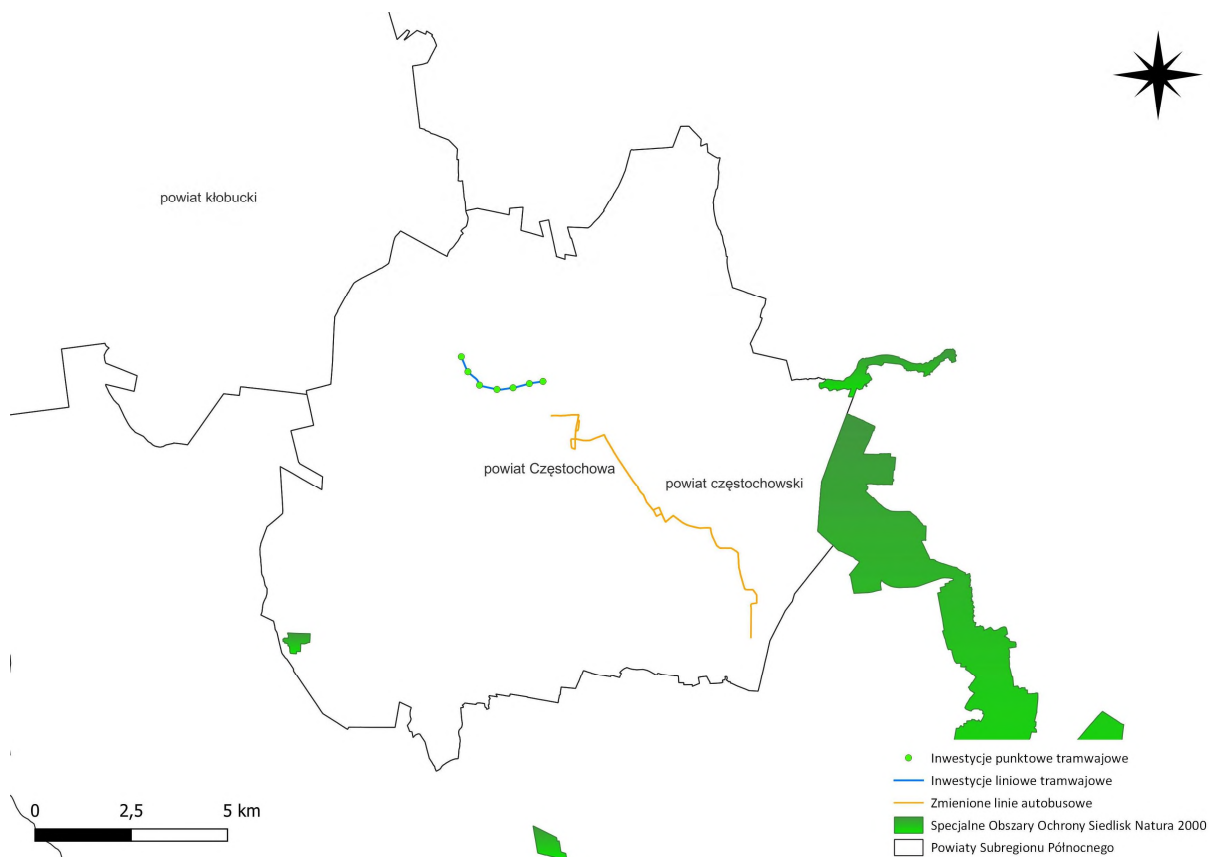 powiat kłobucki
powiat Częstochowa
powiat częstochowski
0 2,5 5 km
Inwestycje punktowe tramwajowe
Inwestycje liniowe tramwajowe
Zmienione linie autobusowe
Specjalne Obszary Ochrony Siedlisk Natura 2000
Powiaty Subregionu Północnego